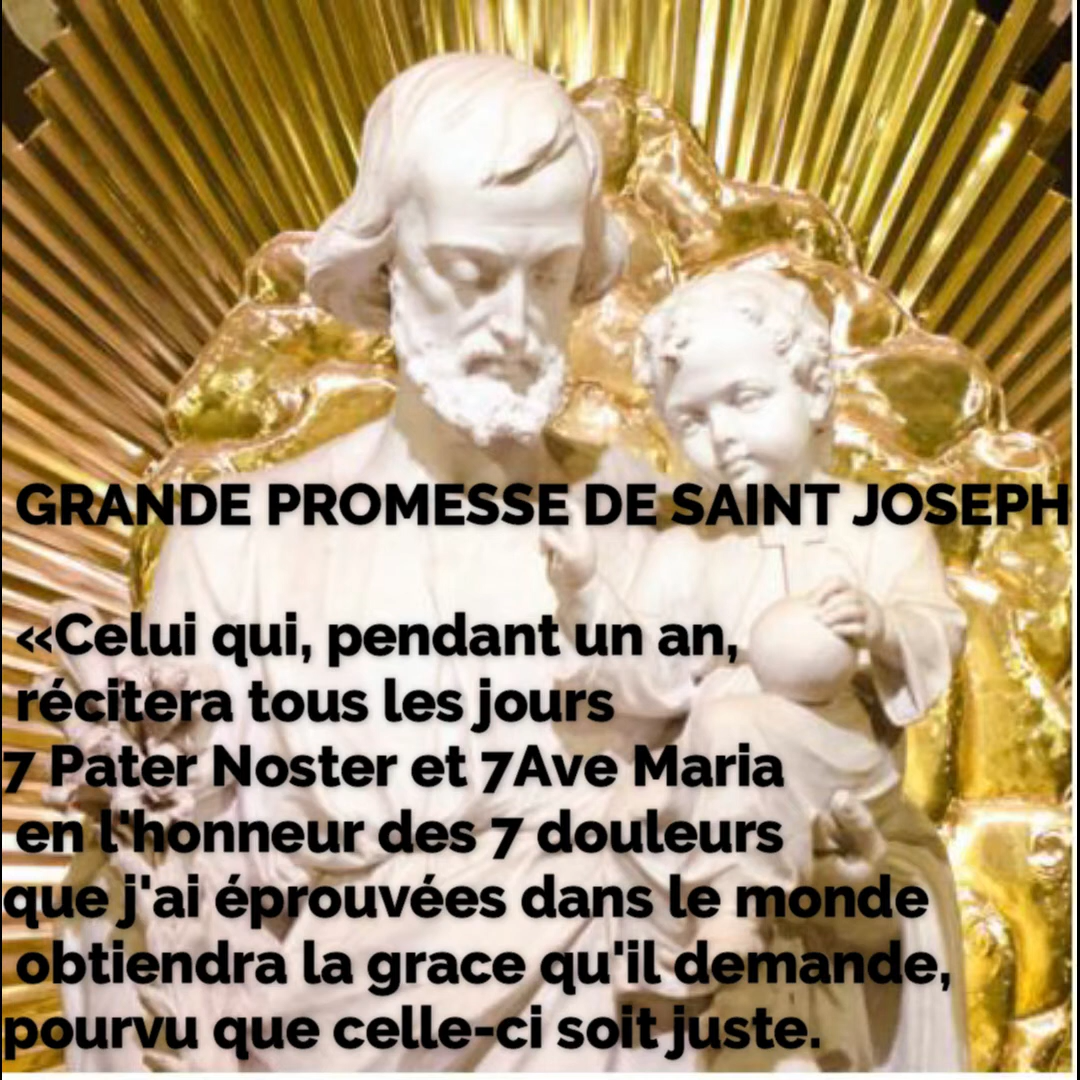 GRANDE PROMESSE DE SAINT JOSEPH
«Celui qui, pendant un an,
récitera tous les jours
7 Pater Noster et 7Ave Maria
en l'honneur des 7 douleurs
que j'ai éprouvées dans le monde
obtiendra la grace qu'il demande,
pourvu que celle-ci soit juste.